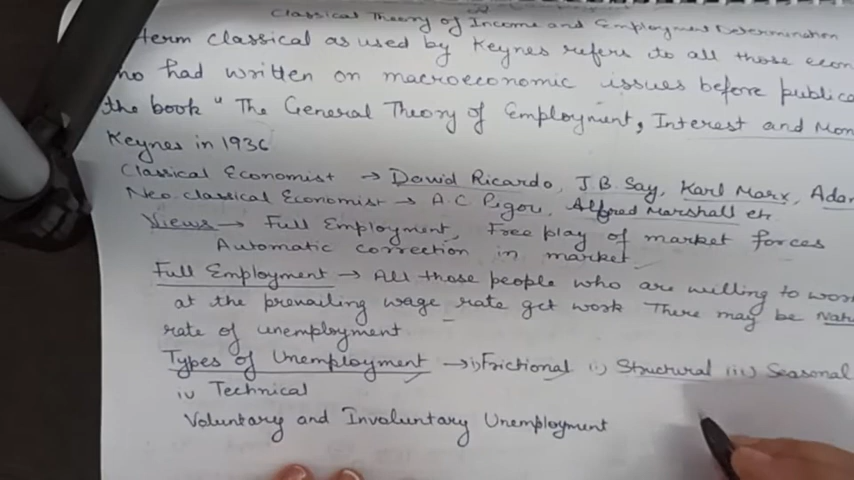 Classical Theory of Income and Employment Determination
term classical as used by Keynes refers to all those econ
ho had written on macroeconomic issues before publica
the book " The General Theory of Employment, Interest and Mon
Keynes in 1936
Classical Economist → David Ricardo, J.B. Say, Karl Marx, Adam
Neo classical Economist → A.C Pigou, Alfred Marshall etc
Views → Full Employment, Free play of market forces
Automatic correction in market
Full Employment → All those people who are willing to work
at the prevailing wage rate get work There may be Natu
rate of unemployment
Types of Unemployment → i) Frictional ii) Structural iii) Seasonal
iv Technical
Voluntary and Involuntary Unemployment